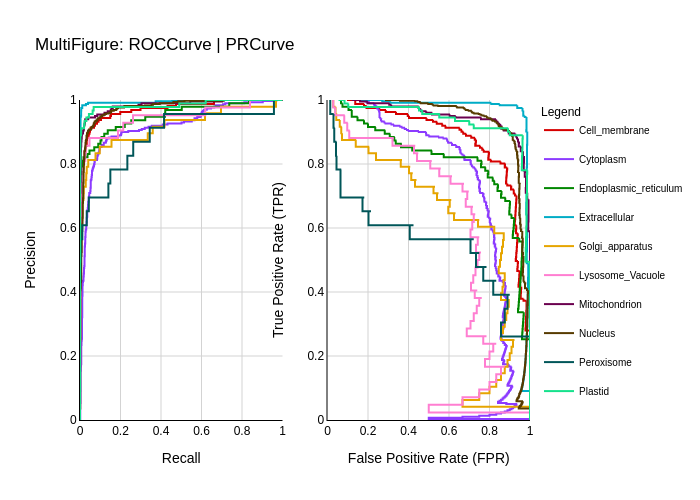 MultiFigure: ROCCurve | PRCurve
Precision
1
0.8
0.6
0.4
0.2
0
0 0.2 0.4 0.6 0.8 1
Recall
True Positive Rate (TPR)
1
0.8
0.6
0.4
0.2
0
0 0.2 0.4 0.6 0.8 1
False Positive Rate (FPR)
Legend
Cell_membrane
Cytoplasm
Endoplasmic_reticulum
Extracellular
Golgi_apparatus
Lysosome_Vacuole
Mitochondrion
Nucleus
Peroxisome
Plastid